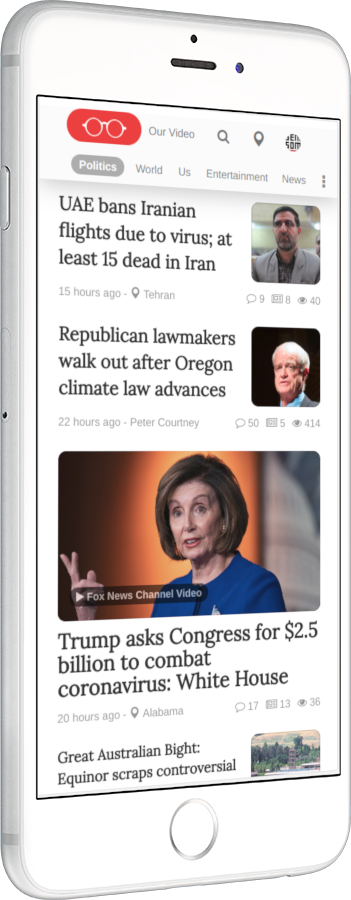 Our Video
Politics World Us Entertainment News
UAE bans Iranian
flights due to virus; at
least 15 dead in Iran
15 hours ago - Tehran 9 8 40
Republican lawmakers
walk out after Oregon
climate law advances
22 hours ago - Peter Courtney 50 5 414
Fox News Channel Video
Trump asks Congress for $2.5
billion to combat
coronavirus: White House
20 hours ago - Alabama 17 13 36
Great Australian Bight:
Equinor scraps controversial